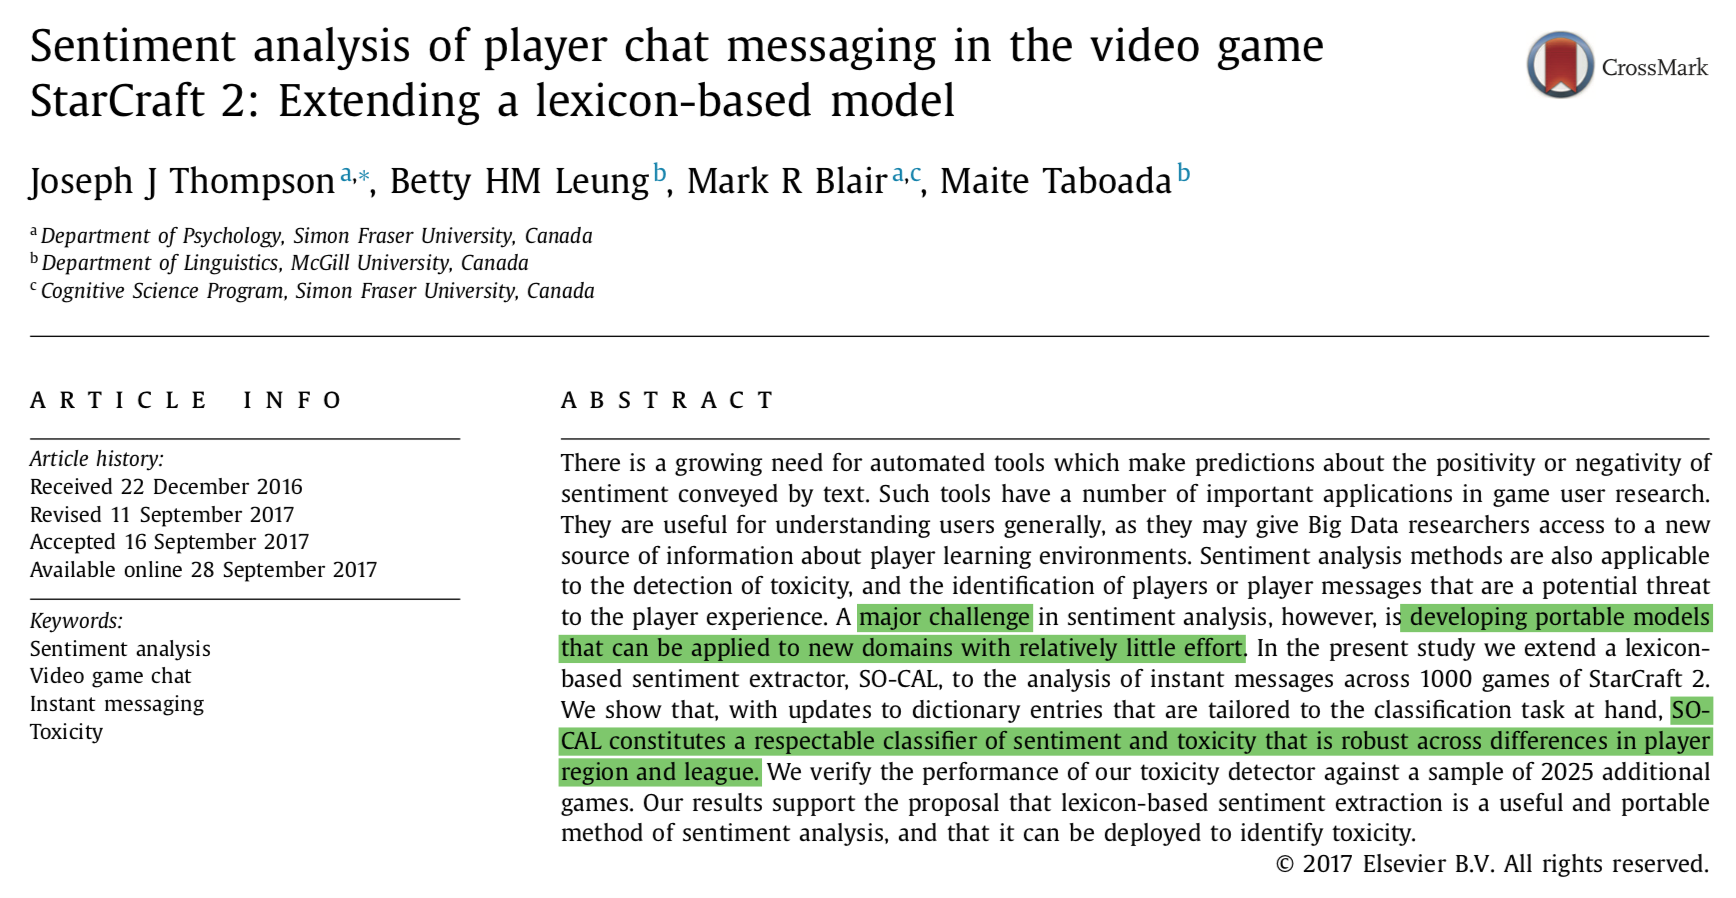 Sentiment analysis of player chat messaging in the video game
StarCraft 2: Extending a lexicon-based model
CrossMark
Joseph J Thompson a,*, Betty HM Leung b, Mark R Blair a,c, Maite Taboada b
a Department of Psychology, Simon Fraser University, Canada
b Department of Linguistics, McGill University, Canada
c Cognitive Science Program, Simon Fraser University, Canada
ARTICLE INFO
Article history:
Received 22 December 2016
Revised 11 September 2017
Accepted 16 September 2017
Available online 28 September 2017
Keywords:
Sentiment analysis
Video game chat
Instant messaging
Toxicity
ABSTRACT
There is a growing need for automated tools which make predictions about the positivity or negativity of
sentiment conveyed by text. Such tools have a number of important applications in game user research.
They are useful for understanding users generally, as they may give Big Data researchers access to a new
source of information about player learning environments. Sentiment analysis methods are also applicable
to the detection of toxicity, and the identification of players or player messages that are a potential threat
to the player experience. A major challenge in sentiment analysis, however, is developing portable models
that can be applied to new domains with relatively little effort. In the present study we extend a lexicon-
based sentiment extractor, SO-CAL, to the analysis of instant messages across 1000 games of StarCraft 2.
We show that, with updates to dictionary entries that are tailored to the classification task at hand, SO-
CAL constitutes a respectable classifier of sentiment and toxicity that is robust across differences in player
region and league. We verify the performance of our toxicity detector against a sample of 2025 additional
games. Our results support the proposal that lexicon-based sentiment extraction is a useful and portable
method of sentiment analysis, and that it can be deployed to identify toxicity.
© 2017 Elsevier B.V. All rights reserved.